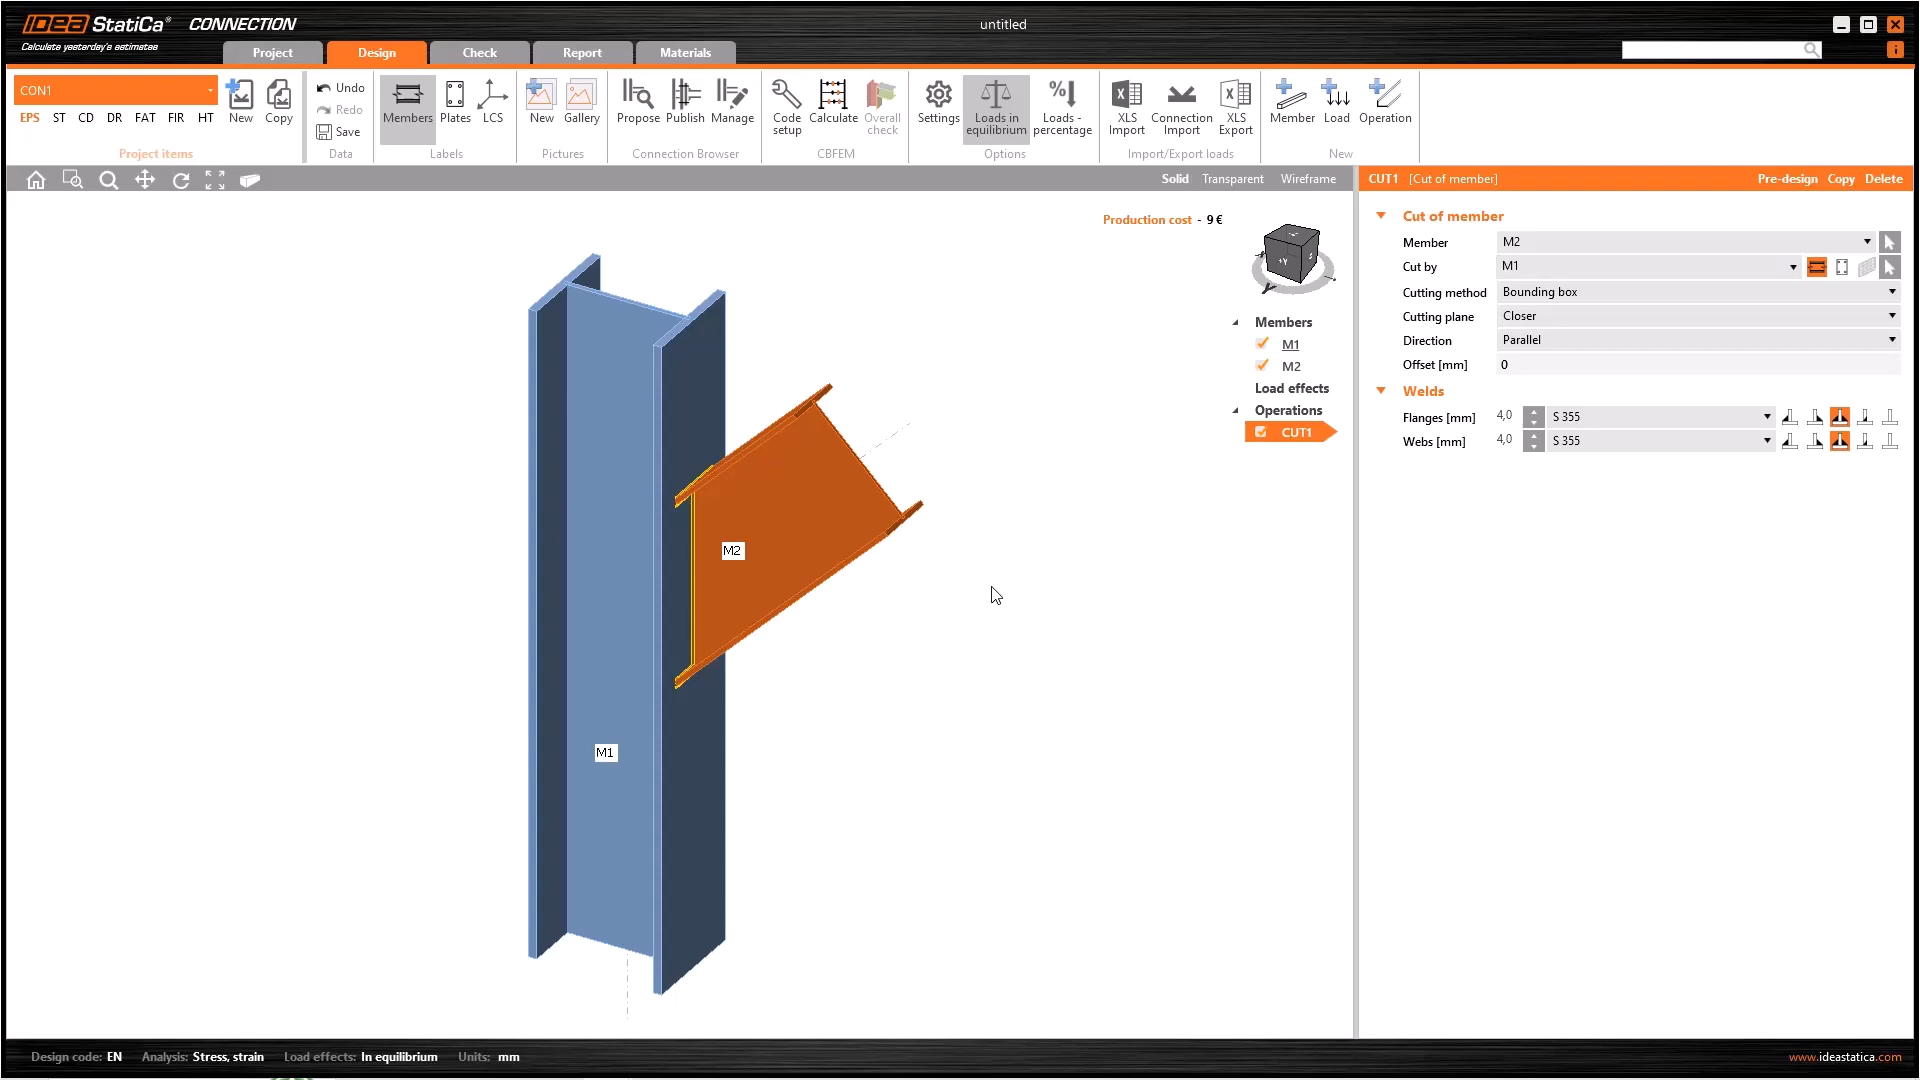 IDEA StatiCa® CONNECTION
Calculate yesterday's estimates
untitled
Project
Design
Check
Report
Materials
CON1
EPS ST CD DR FAT FIR HT
New
Copy
Project items
Undo
Redo
Save
Data
Members
Plates
LCS
Labels
New
Gallery
Pictures
Propose
Publish
Manage
Connection Browser
Code setup
Calculate
Overall check
CBFEM
Settings
Loads in equilibrium
Loads - percentage
Options
XLS Import
Connection Import
XLS Export
Import/Export loads
Member
Load
Operation
New
Solid Transparent Wireframe
Production cost - 9 €
+Y
Y
Members
M1
M2
Load effects
Operations
CUT1
M2
M1
CUT1 [Cut of member] Pre-design Copy Delete
Cut of member
Member M2
Cut by M1
Cutting method Bounding box
Cutting plane Closer
Direction Parallel
Offset [mm] 0
Welds
Flanges [mm] 4,0 S 355
Webs [mm] 4,0 S 355
Design code: EN Analysis: Stress, strain Load effects: In equilibrium Units: mm
www.ideastatica.com